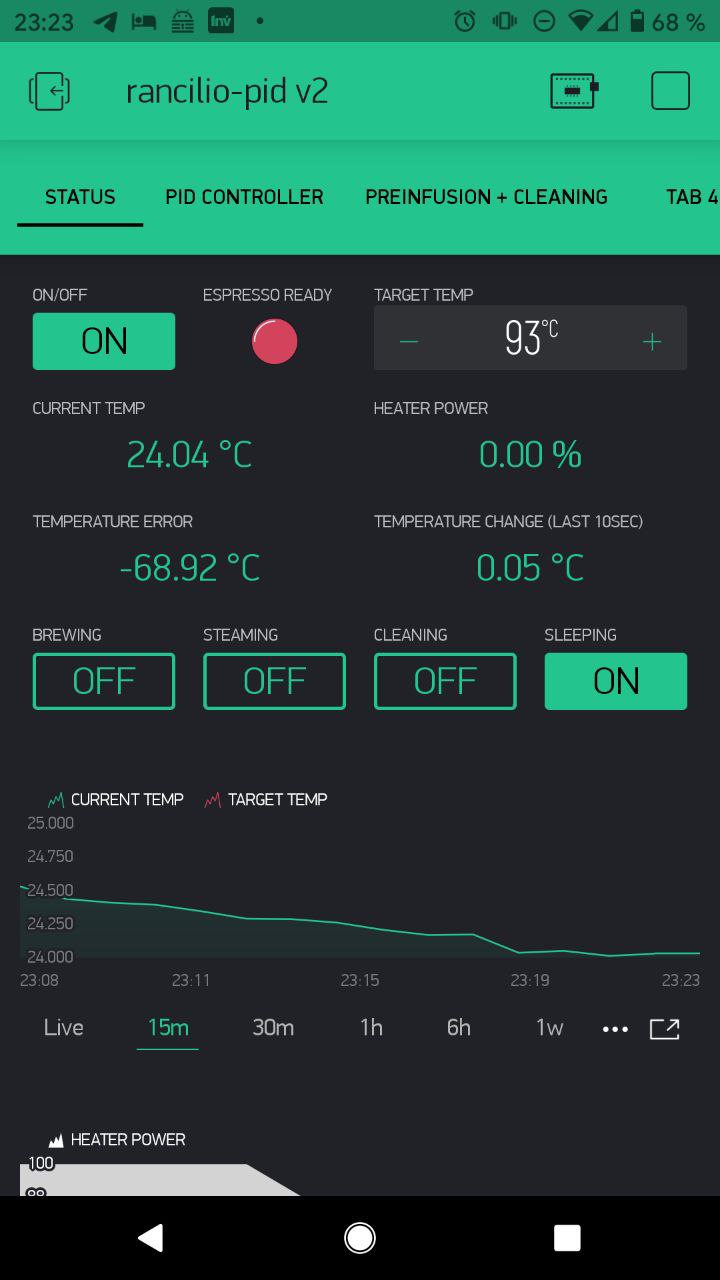 23:23 Inv 68 %
rancilio-pid v2
STATUS PID CONTROLLER PREINFUSION + CLEANING TAB 4
ON/OFF ESPRESSO READY TARGET TEMP
ON 93°C
CURRENT TEMP HEATER POWER
24.04 °C 0.00 %
TEMPERATURE ERROR TEMPERATURE CHANGE (LAST 10SEC)
-68.92 °C 0.05 °C
BREWING STEAMING CLEANING SLEEPING
OFF OFF OFF ON
CURRENT TEMP TARGET TEMP
25.000
24.750
24.500
24.250
24.000
23:08 23:11 23:15 23:19 23:23
Live 15m 30m 1h 6h 1w
HEATER POWER
100